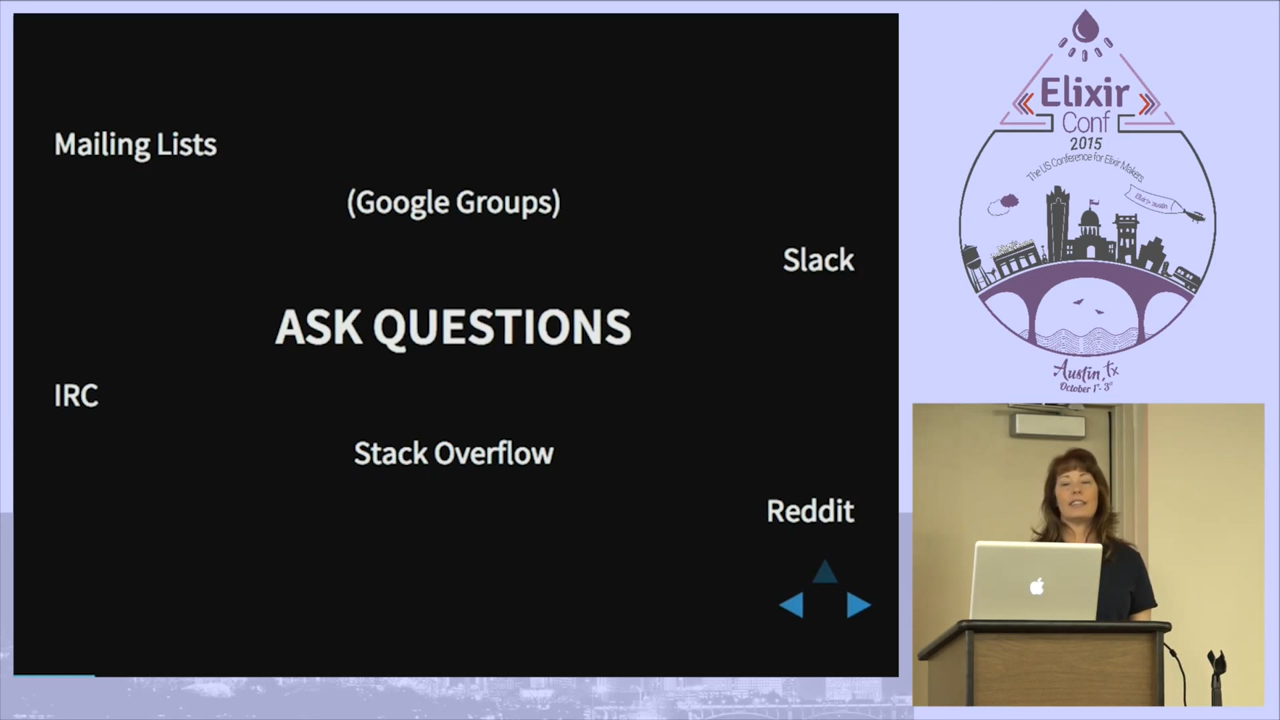 Mailing Lists
(Google Groups)
Slack
ASK QUESTIONS
IRC
Stack Overflow
Reddit
Elixir
Conf
2015
The US Conference for Elixir Makers
Austin, Tx
October 1st - 3rd